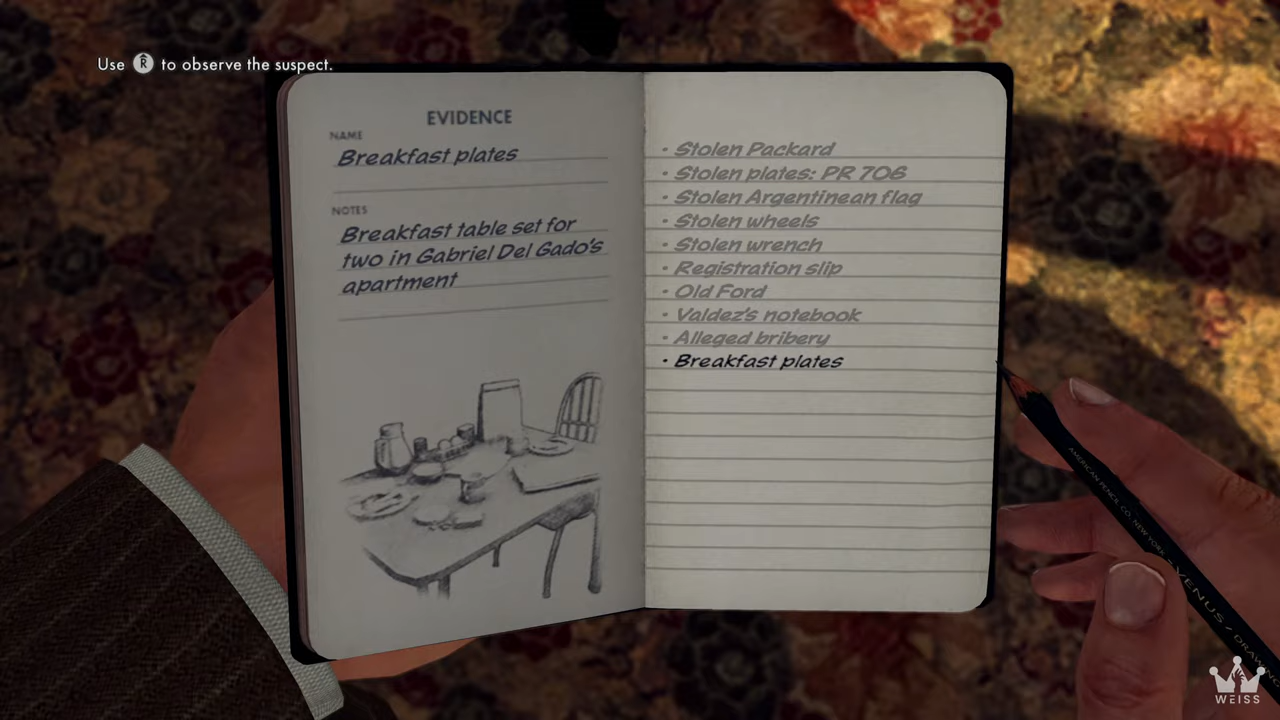 Use R to observe the suspect.
EVIDENCE
NAME
Breakfast plates
NOTES
Breakfast table set for
two in Gabriel Del Gado's
apartment
• Stolen Packard
• Stolen plates: PR 706
• Stolen Argentinean flag
• Stolen wheels
• Stolen wrench
• Registration slip
• Old Ford
• Valdez's notebook
• Alleged bribery
• Breakfast plates
AMERICAN PENCIL CO. NEW YORK
VENUS / DRAWING
WEISS